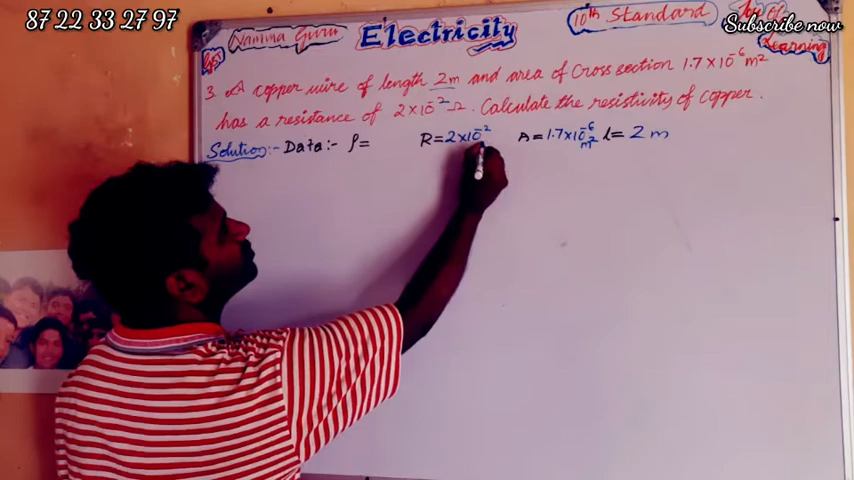 87 22 33 27 97
Subscribe now
Namma Guru
Electricity
10th Standard
Learning
3. A copper wire of length 2m and area of Cross section 1.7×10⁻⁶ m²
has a resistance of 2×10⁻² Ω. Calculate the resistivity of copper.
Solution:- Data:- ρ= R=2×10⁻² A=1.7×10⁻⁶ m² l= 2 m